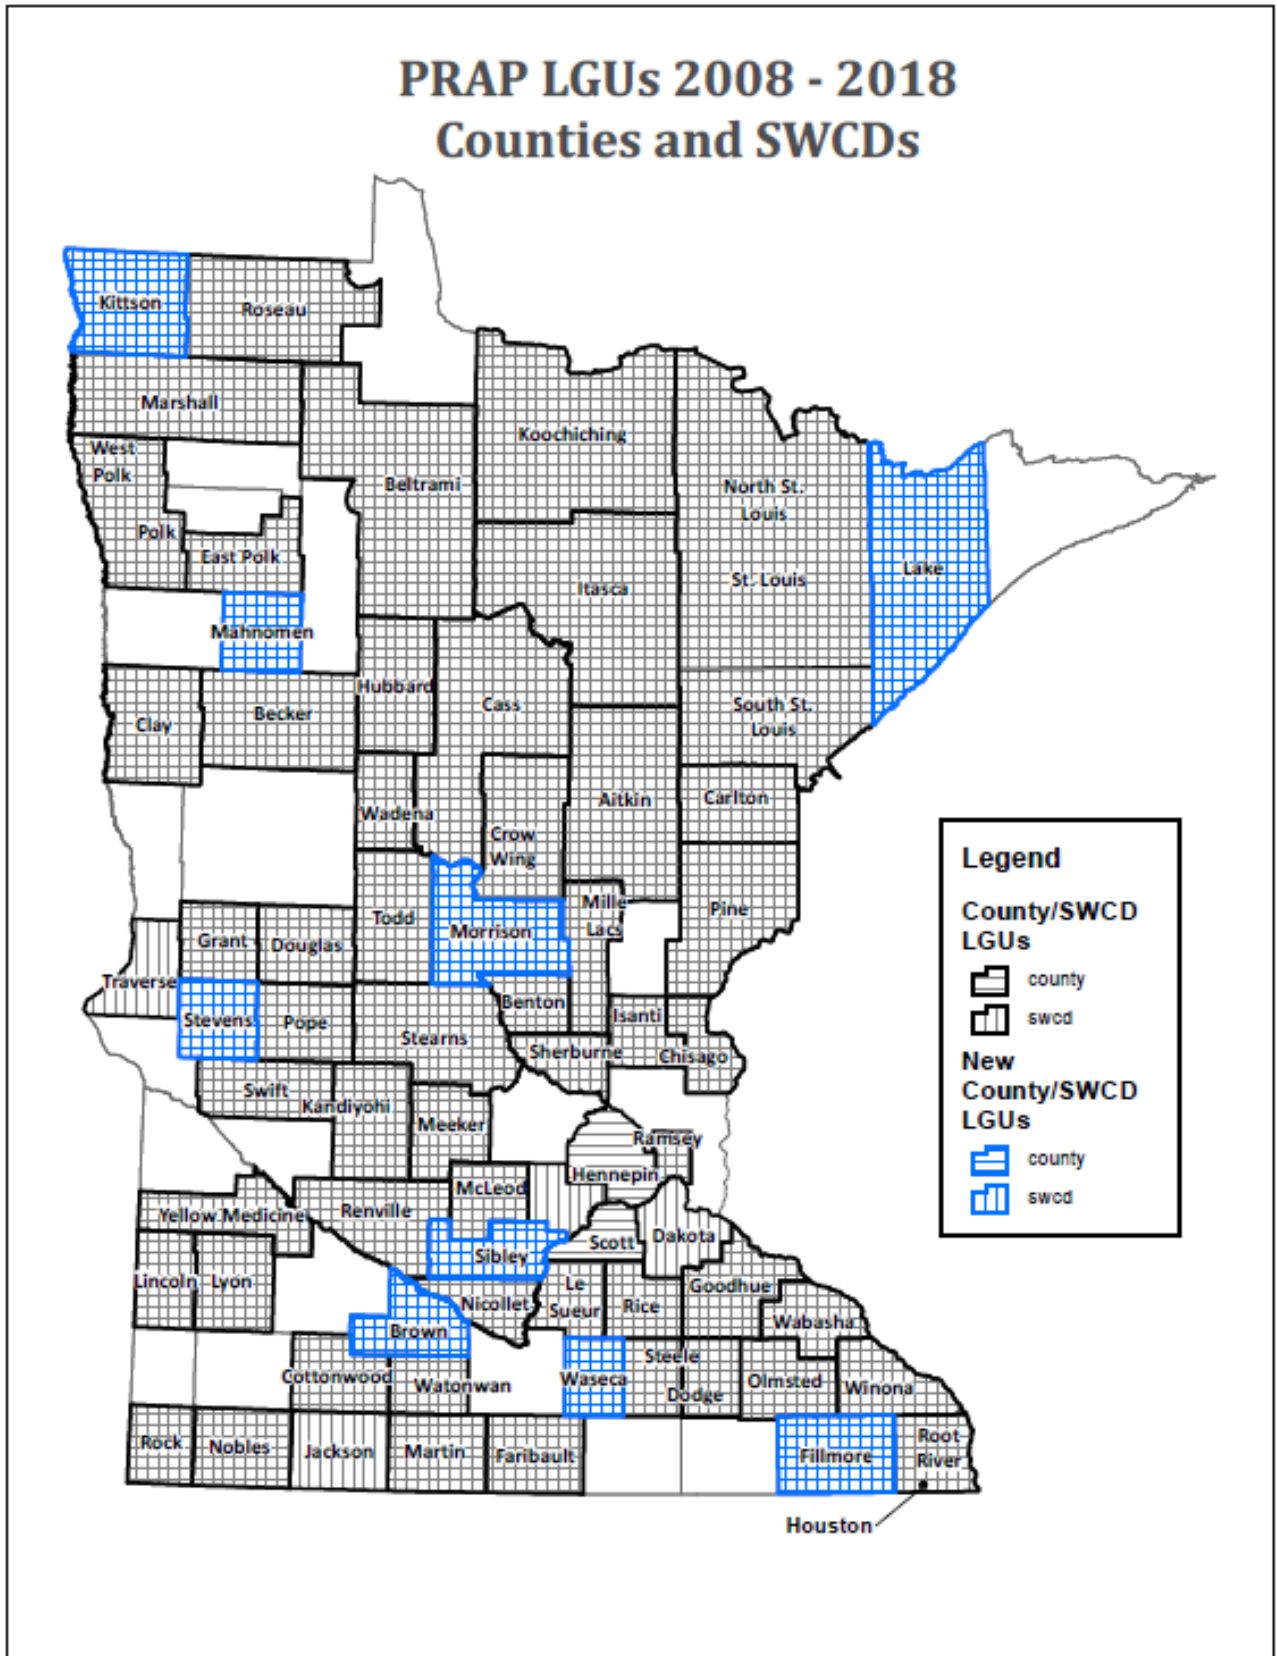 PRAP LGUs 2008 - 2018
Counties and SWCDs
Kittson
Roseau
Marshall
West
Polk
Polk
East Polk
Beltrami
Koochiching
North St.
Louis
St. Louis
Lake
Itasca
Mahnomen
Hubbard
Cass
South St.
Louis
Clay
Becker
Wadena
Crow
Wing
Aitkin
Carlton
Todd
Morrison
Mille
Lacs
Pine
Grant
Douglas
Traverse
Stevens
Pope
Stearns
Benton
Isanti
Sherburne
Chisago
Swift
Kandiyohi
Meeker
Ramsey
Hennepin
McLeod
Yellow Medicine
Renville
Sibley
Scott
Dakota
Lincoln
Lyon
Nicollet
Le
Sueur
Rice
Goodhue
Brown
Wabasha
Cottonwood
Watonwan
Waseca
Steele
Dodge
Olmsted
Winona
Rock
Nobles
Jackson
Martin
Faribault
Fillmore
Root
River
Houston
Legend
County/SWCD
LGUs
county
swcd
New
County/SWCD
LGUs
county
swcd